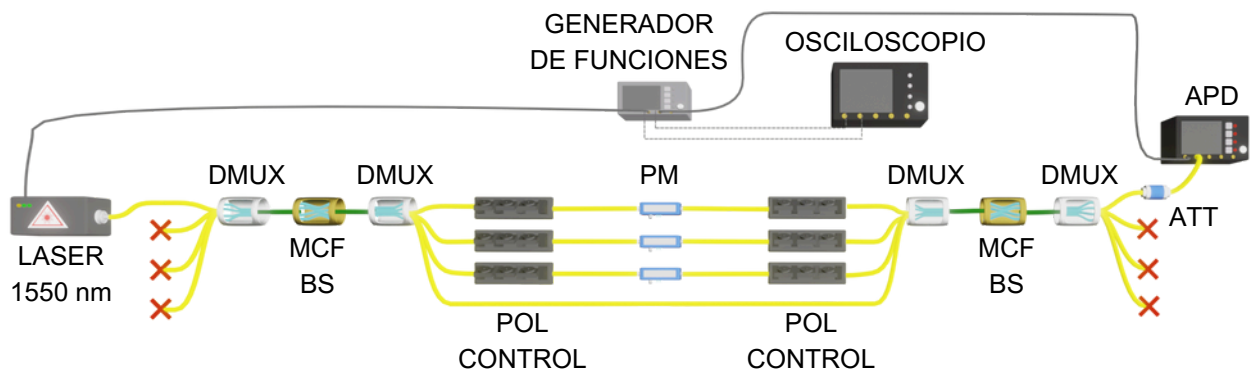 GENERADOR
DE FUNCIONES
OSCILOSCOPIO
APD
DMUX
DMUX
PM
DMUX
DMUX
ATT
LASER
1550 nm
MCF
BS
MCF
BS
POL
CONTROL
POL
CONTROL